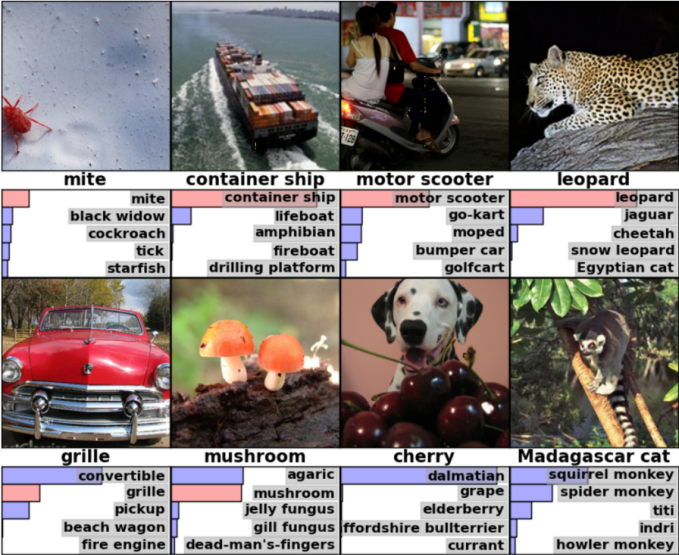 mite
container ship
motor scooter
leopard
mite
black widow
cockroach
tick
starfish
container ship
lifeboat
amphibian
fireboat
drilling platform
motor scooter
go-kart
moped
bumper car
golfcart
leopard
jaguar
cheetah
snow leopard
Egyptian cat
grille
mushroom
cherry
Madagascar cat
convertible
grille
pickup
beach wagon
fire engine
agaric
mushroom
jelly fungus
gill fungus
dead-man's-fingers
dalmatian
grape
elderberry
ffordshire bullterrier
currant
squirrel monkey
spider monkey
titi
indri
howler monkey